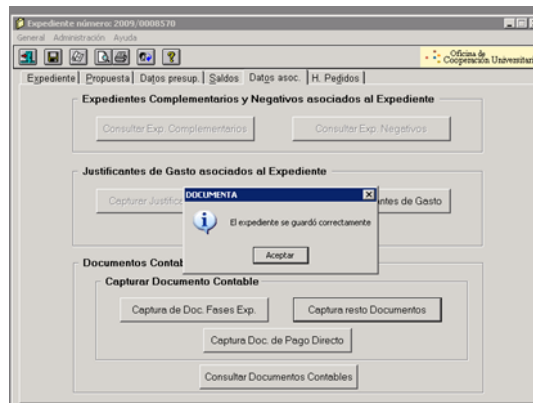 Expediente número: 2009/0008570
General Administración Ayuda
Oficina de
Cooperación Universitari
Expediente Propuesta Datos presup. Saldos Datos asoc. H. Pedidos
Expedientes Complementarios y Negativos asociados al Expediente
Consultar Exp. Complementarios Consultar Exp. Negativos
Justificantes de Gasto asociados al Expediente
Capturar Justifica ntes de Gasto
DOCUMENTA
El expediente se guardó correctamente
Aceptar
Documentos Contab
Capturar Documento Contable
Captura de Doc. Fases Exp. Captura resto Documentos
Captura Doc. de Pago Directo
Consultar Documentos Contables